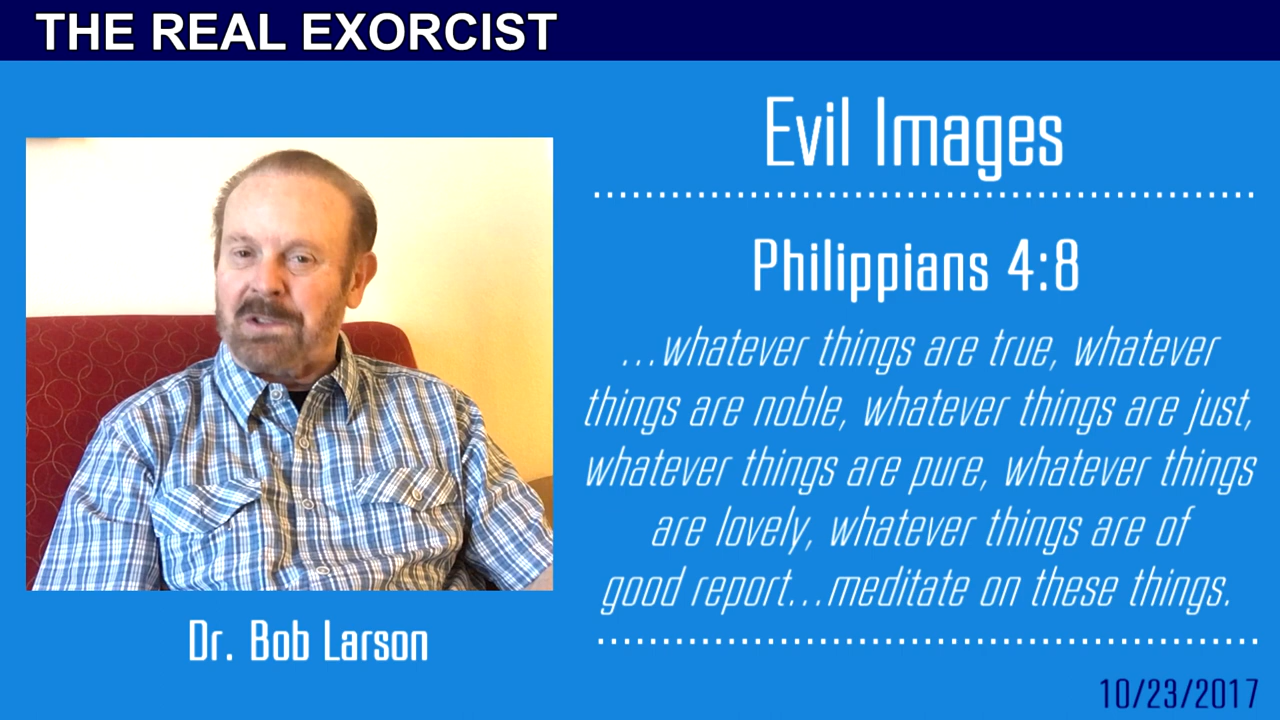 THE REAL EXORCIST
Evil Images
Philippians 4:8
...whatever things are true, whatever
things are noble, whatever things are just,
whatever things are pure, whatever things
are lovely, whatever things are of
good report...meditate on these things.
Dr. Bob Larson
10/23/2017